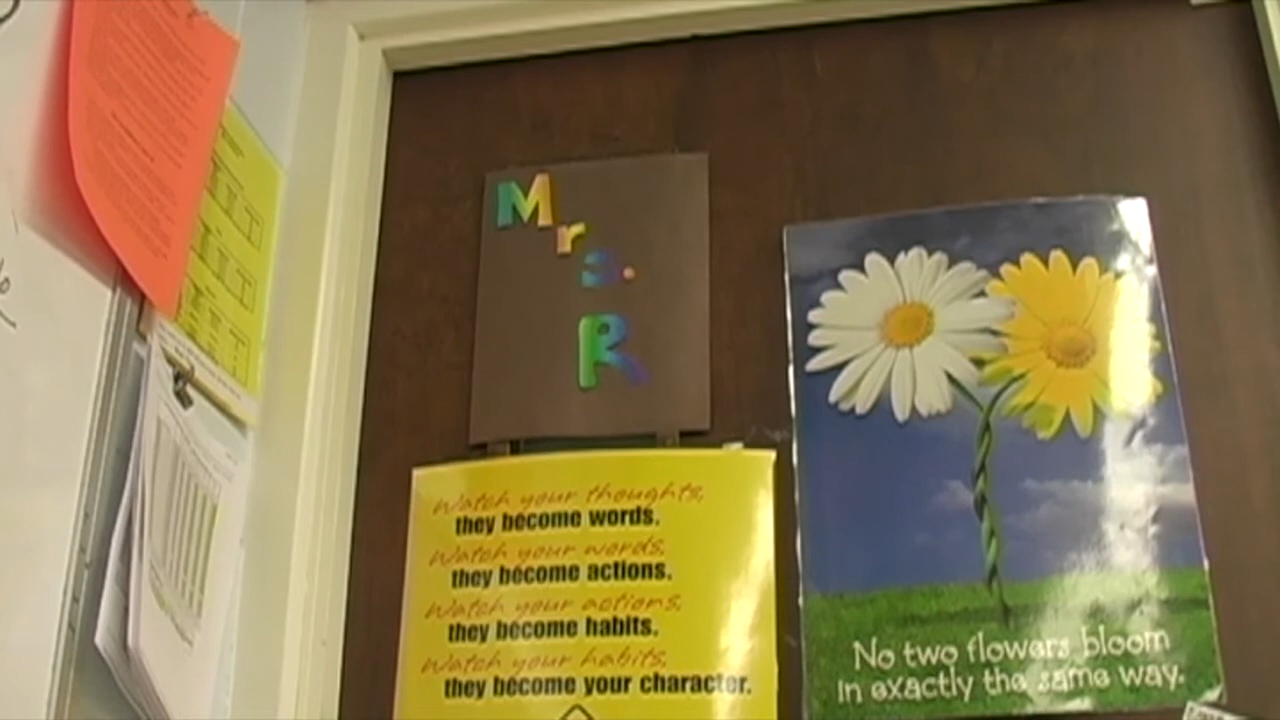 Mrs.
R
Watch your thoughts,
they become words.
Watch your words,
they become actions.
Watch your actions,
they become habits.
Watch your habits,
they become your character.
No two flowers bloom
in exactly the same way.